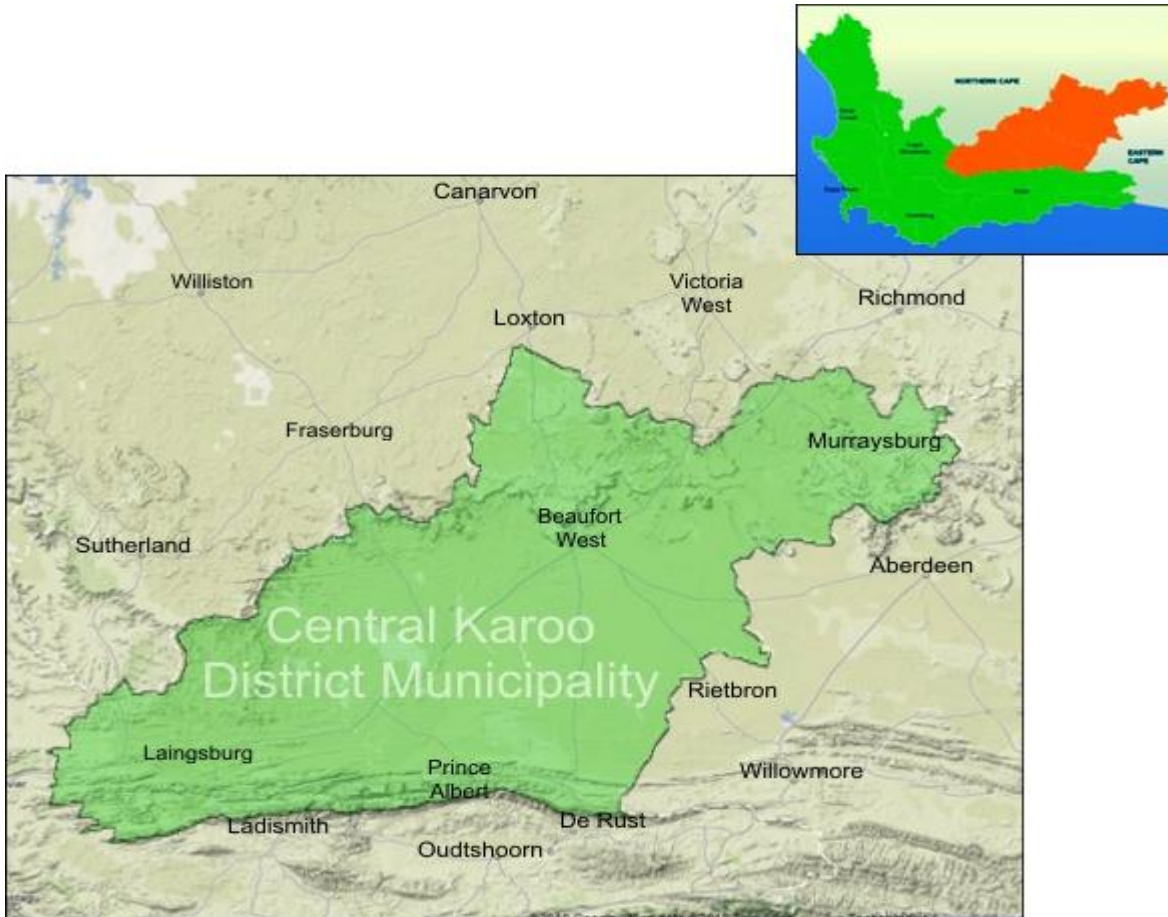 NORTHERN CAPE
EASTERN
CAPE
Canarvon
Williston
Victoria
West
Richmond
Loxton
Fraserburg
Murraysburg
Beaufort
West
Sutherland
Aberdeen
Central Karoo
District Municipality
Rietbron
Laingsburg
Prince
Albert
Willowmore
Ladismith
De Rust
Oudtshoorn